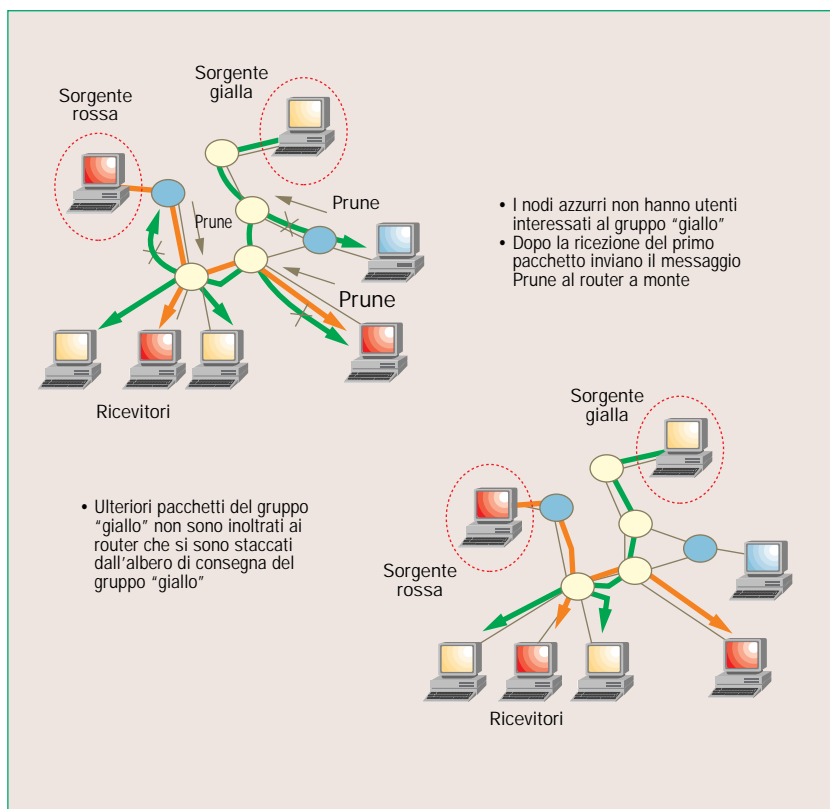 Sorgente
gialla
Sorgente
rossa
Prune
Prune
Prune
Ricevitori
• I nodi azzurri non hanno utenti
interessati al gruppo “giallo”
• Dopo la ricezione del primo
pacchetto inviano il messaggio
Prune al router a monte
• Ulteriori pacchetti del gruppo
“giallo” non sono inoltrati ai
router che si sono staccati
dall’albero di consegna del
gruppo “giallo”
Sorgente
gialla
Sorgente
rossa
Ricevitori